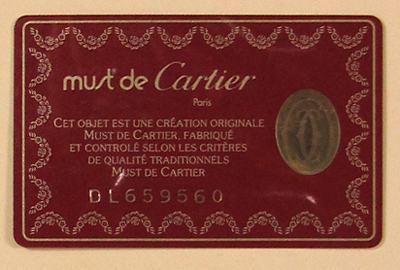 must de Cartier
Paris
CET OBJET EST UNE CRÉATION ORIGINALE
MUST DE CARTIER, FABRIQUÉ
ET CONTROLÉ SELON LES CRITÈRES
DE QUALITÉ TRADITIONNELS
MUST DE CARTIER
DL659560